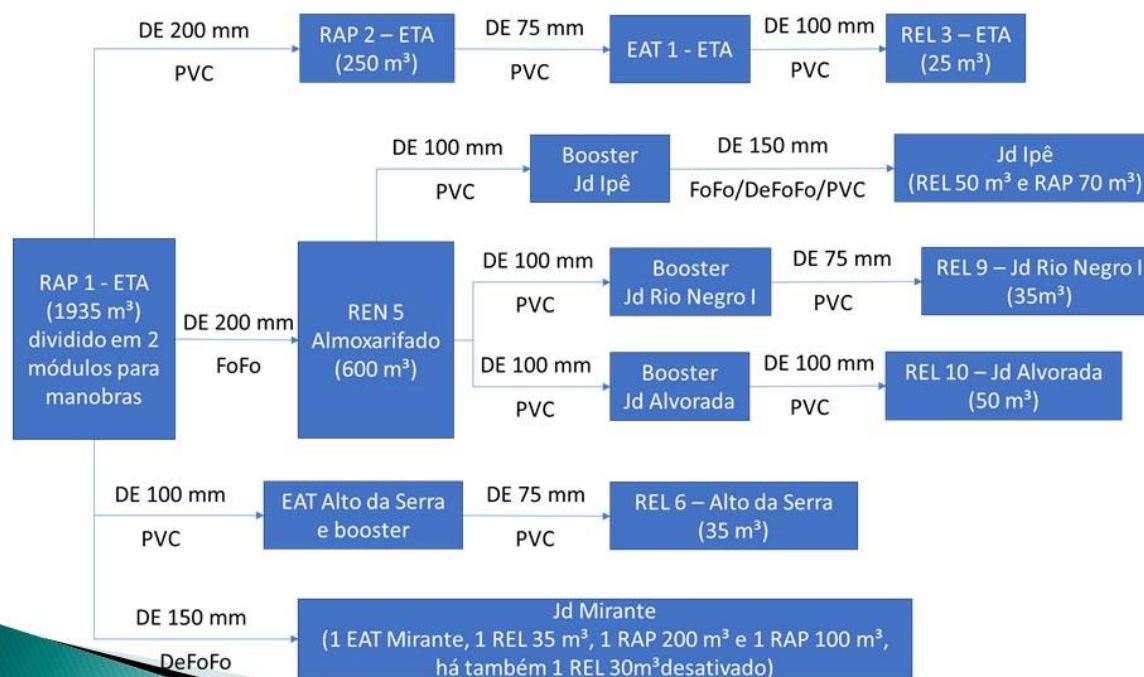 DE 200 mm
PVC
RAP 2 – ETA
(250 m³)
DE 75 mm
PVC
EAT 1 - ETA
DE 100 mm
PVC
REL 3 – ETA
(25 m³)
DE 100 mm
PVC
Booster
Jd Ipê
DE 150 mm
FoFo/DeFoFo/PVC
Jd Ipê
(REL 50 m³ e RAP 70 m³)
RAP 1 - ETA
(1935 m³)
dividido em 2
módulos para
manobras
DE 200 mm
FoFo
REN 5
Almoxarifado
(600 m³)
DE 100 mm
PVC
Booster
Jd Rio Negro I
DE 75 mm
PVC
REL 9 – Jd Rio Negro I
(35m³)
DE 100 mm
PVC
Booster
Jd Alvorada
DE 100 mm
PVC
REL 10 – Jd Alvorada
(50 m³)
DE 100 mm
PVC
EAT Alto da Serra
e booster
DE 75 mm
PVC
REL 6 – Alto da Serra
(35 m³)
DE 150 mm
DeFoFo
Jd Mirante
(1 EAT Mirante, 1 REL 35 m³, 1 RAP 200 m³ e 1 RAP 100 m³,
há também 1 REL 30m³desativado)